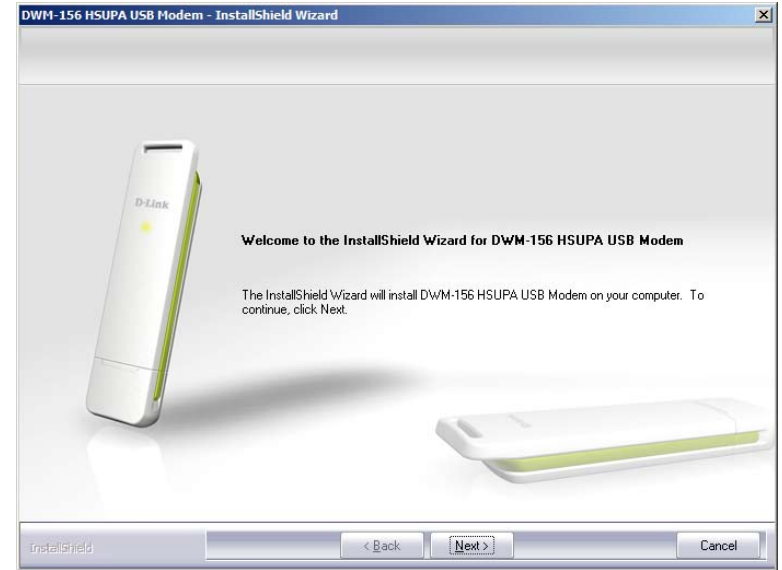 DWM-156 HSUPA USB Modem - InstallShield Wizard
D-Link
Welcome to the InstallShield Wizard for DWM-156 HSUPA USB Modem
The InstallShield Wizard will install DWM-156 HSUPA USB Modem on your computer. To
continue, click Next.
InstallShield
< Back
Next >
Cancel